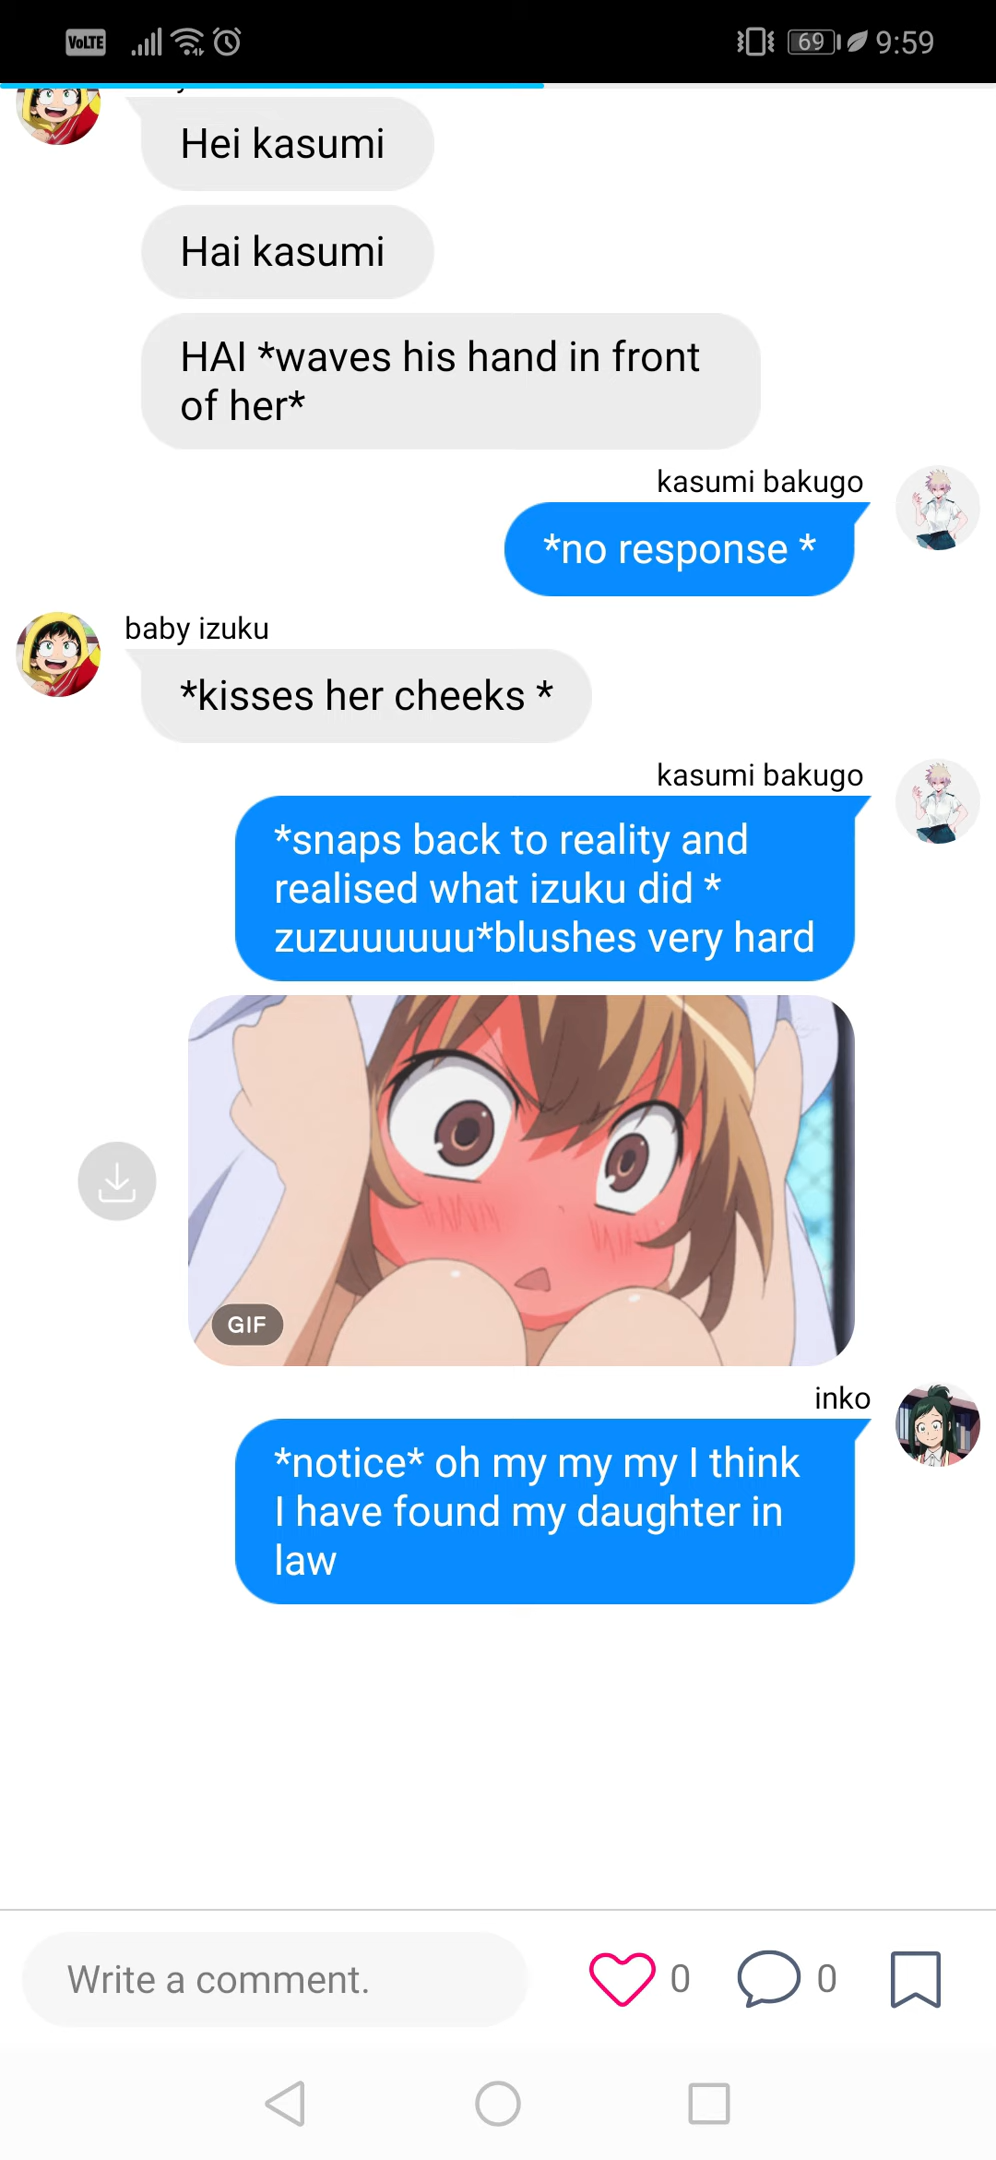 VoLTE
69
9:59
Hei kasumi
Hai kasumi
HAI *waves his hand in front
of her*
kasumi bakugo
*no response *
baby izuku
*kisses her cheeks *
kasumi bakugo
*snaps back to reality and
realised what izuku did *
zuzuuuuuu*blushes very hard
GIF
inko
*notice* oh my my my I think
I have found my daughter in
law
Write a comment.
0
0